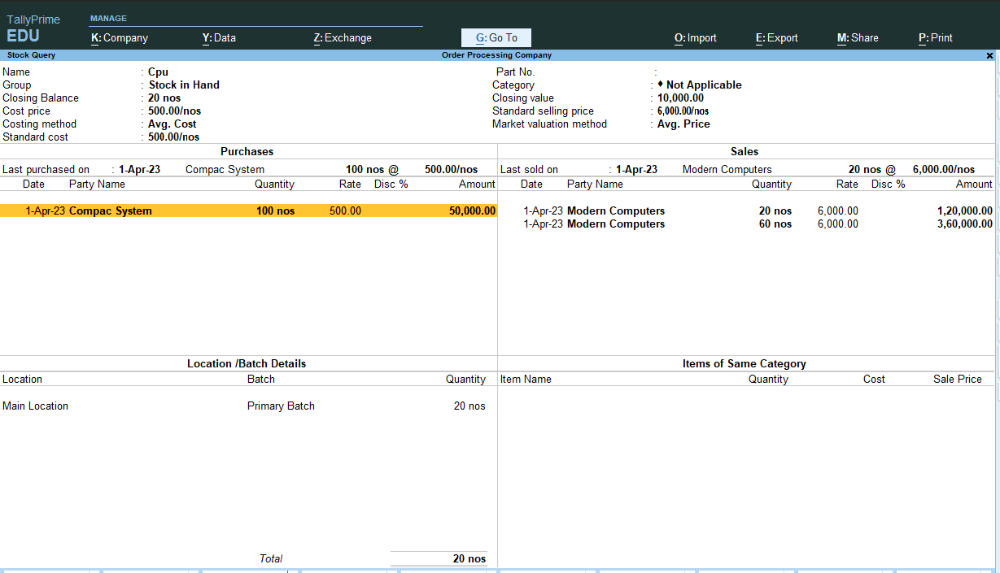 TallyPrime
EDU
MANAGE
K: Company Y: Data Z: Exchange G: Go To O: Import E: Export M: Share P: Print
Stock Query Order Processing Company ×
Name : Cpu
Group : Stock in Hand
Closing Balance : 20 nos
Cost price : 500.00/nos
Costing method : Avg. Cost
Standard cost : 500.00/nos
Part No. :
Category : ♦ Not Applicable
Closing value : 10,000.00
Standard selling price : 6,000.00/nos
Market valuation method : Avg. Price
Purchases
Last purchased on : 1-Apr-23 Compac System 100 nos @ 500.00/nos
Date Party Name Quantity Rate Disc % Amount
1-Apr-23 Compac System 100 nos 500.00 50,000.00
Sales
Last sold on : 1-Apr-23 Modern Computers 20 nos @ 6,000.00/nos
Date Party Name Quantity Rate Disc % Amount
1-Apr-23 Modern Computers 20 nos 6,000.00 1,20,000.00
1-Apr-23 Modern Computers 60 nos 6,000.00 3,60,000.00
Location /Batch Details
Location Batch Quantity
Main Location Primary Batch 20 nos
Total 20 nos
Items of Same Category
Item Name Quantity Cost Sale Price